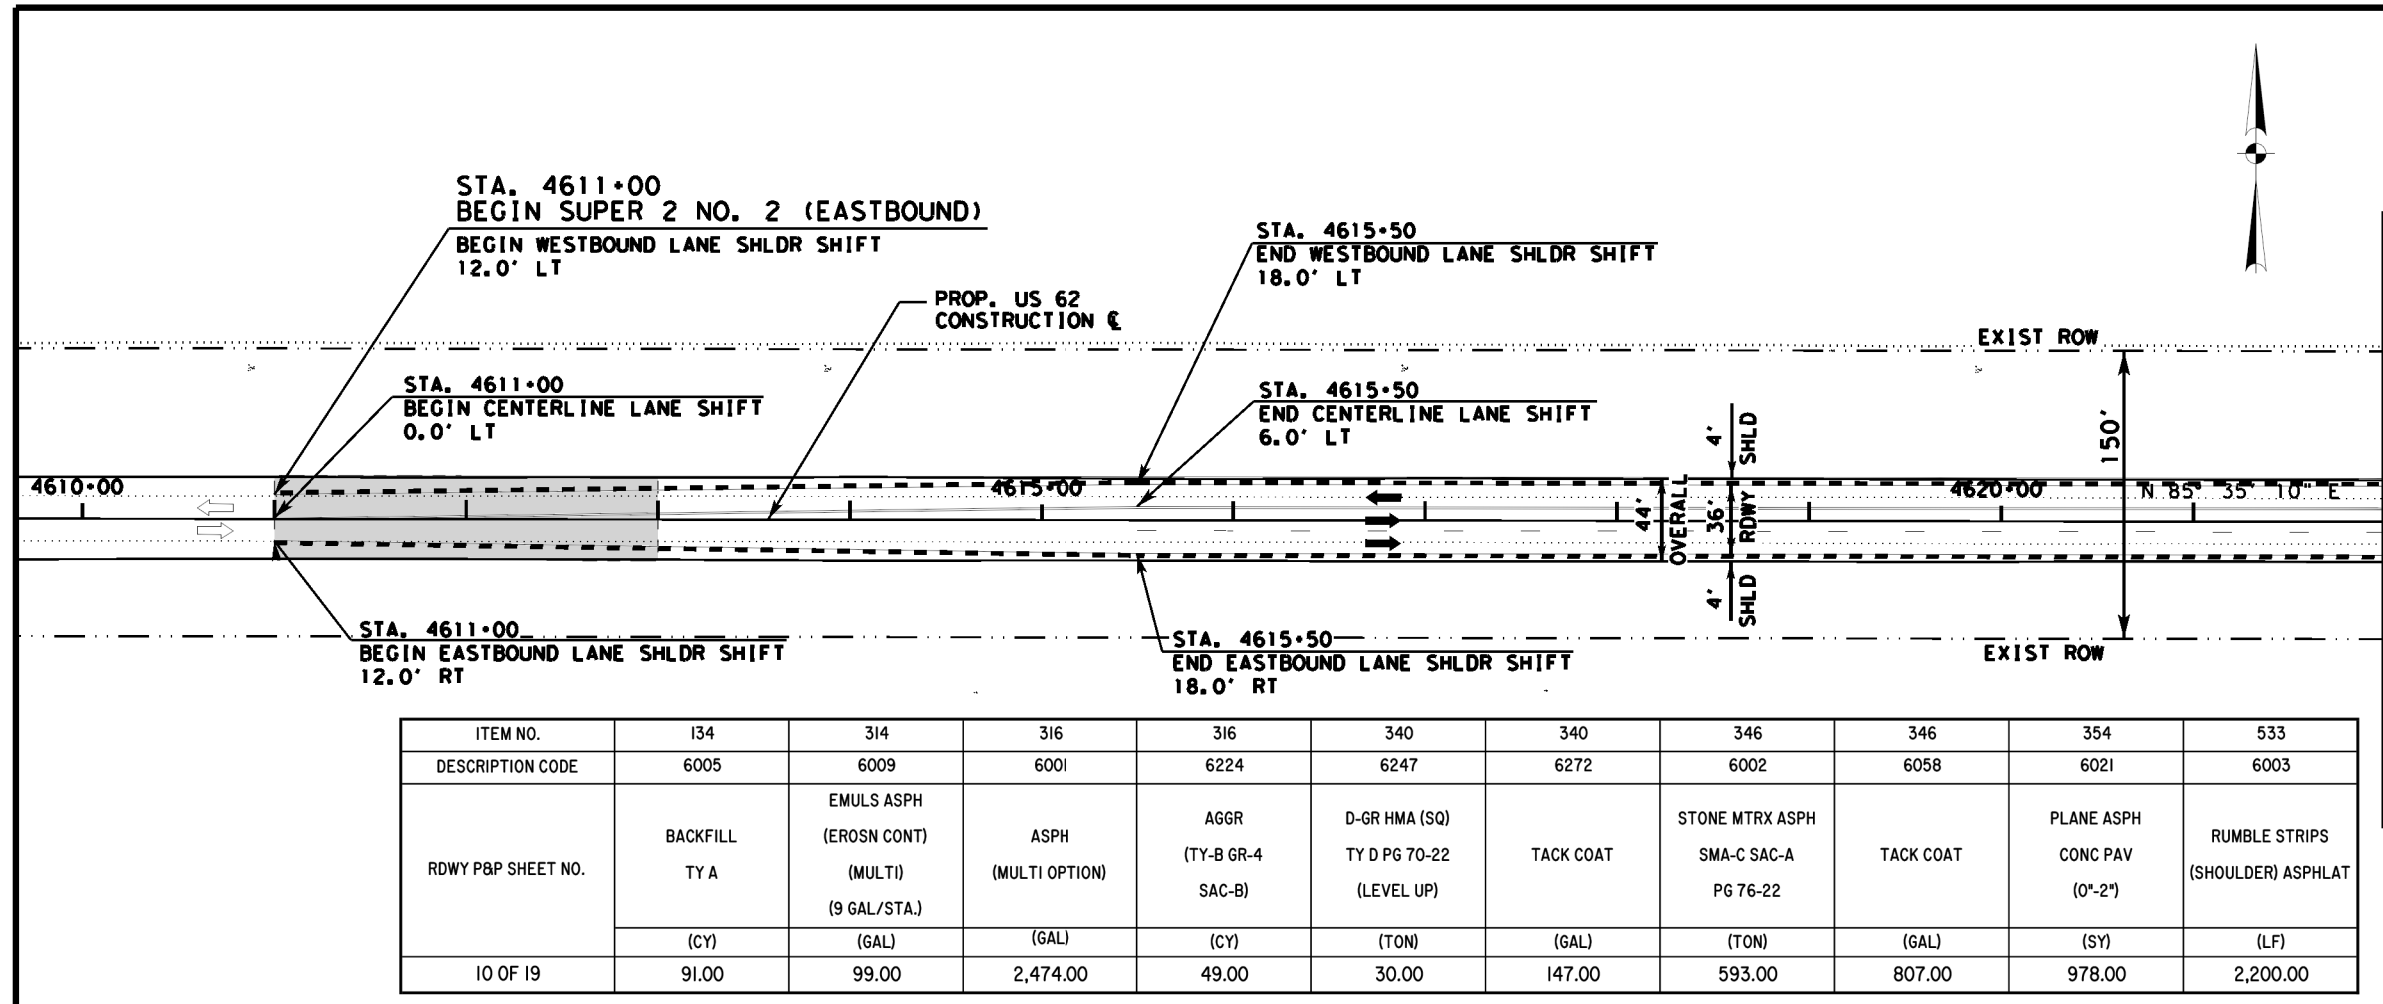 STA. 4611+00
BEGIN SUPER 2 NO. 2 (EASTBOUND)
BEGIN WESTBOUND LANE SHLDR SHIFT
12.0' LT
STA. 4615+50
END WESTBOUND LANE SHLDR SHIFT
18.0' LT
PROP. US 62
CONSTRUCTION ℄
EXIST ROW
STA. 4611+00
BEGIN CENTERLINE LANE SHIFT
0.0' LT
STA. 4615+50
END CENTERLINE LANE SHIFT
6.0' LT
4' SHLD
150'
4610+00
4615+00
4620+00
N 85° 35' 10" E
44' OVERALL
36' RDWY
4' SHLD
STA. 4611+00
BEGIN EASTBOUND LANE SHLDR SHIFT
12.0' RT
STA. 4615+50
END EASTBOUND LANE SHLDR SHIFT
18.0' RT
EXIST ROW
ITEM NO. 134 314 316 316 340 340 346 346 354 533
DESCRIPTION CODE 6005 6009 6001 6224 6247 6272 6002 6058 6021 6003
RDWY P&P SHEET NO.
BACKFILL
TY A
EMULS ASPH
(EROSN CONT)
(MULTI)
(9 GAL/STA.)
ASPH
(MULTI OPTION)
AGGR
(TY-B GR-4
SAC-B)
D-GR HMA (SQ)
TY D PG 70-22
(LEVEL UP)
TACK COAT
STONE MTRX ASPH
SMA-C SAC-A
PG 76-22
TACK COAT
PLANE ASPH
CONC PAV
(0"-2")
RUMBLE STRIPS
(SHOULDER) ASPHLAT
(CY) (GAL) (GAL) (CY) (TON) (GAL) (TON) (GAL) (SY) (LF)
10 OF 19 91.00 99.00 2,474.00 49.00 30.00 147.00 593.00 807.00 978.00 2,200.00